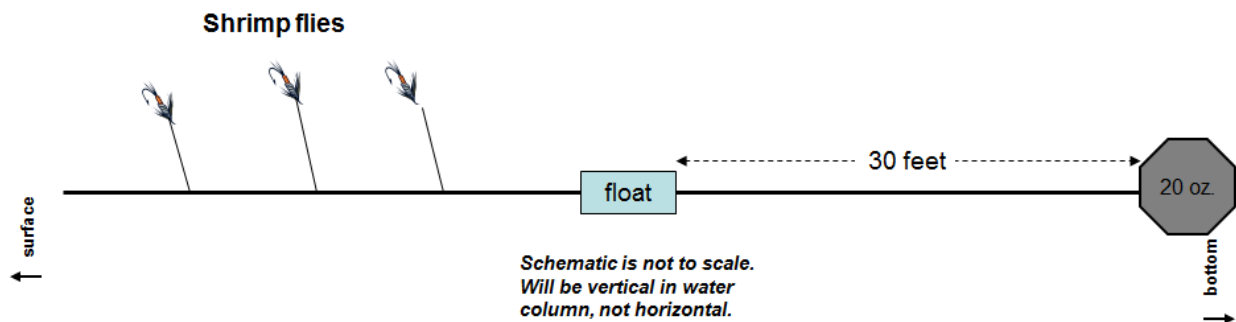 Shrimp flies
30 feet
20 oz.
float
surface
bottom
Schematic is not to scale.
Will be vertical in water
column, not horizontal.